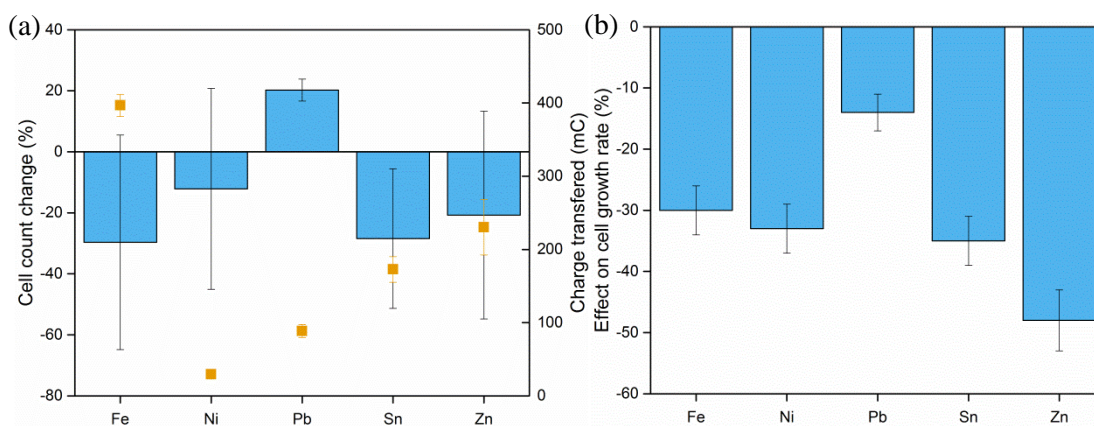 (a)
Cell count change (%)
40
20
0
-20
-40
-60
-80
Fe Ni Pb Sn Zn
500
400
300
200
100
0
Charge transfered (mC)
(b)
Effect on cell growth rate (%)
0
-10
-20
-30
-40
-50
-60
Fe Ni Pb Sn Zn